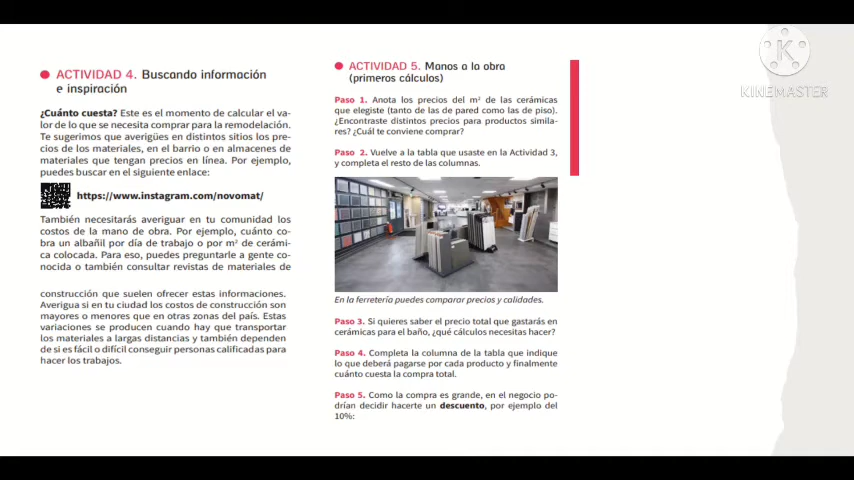 ACTIVIDAD 4. Buscando información
e inspiración
¿Cuánto cuesta? Este es el momento de calcular el va-
lor de lo que se necesita comprar para la remodelación.
Te sugerimos que averigües en distintos sitios los pre-
cios de los materiales, en el barrio o en almacenes de
materiales que tengan precios en línea. Por ejemplo,
puedes buscar en el siguiente enlace:
https://www.instagram.com/novomat/
También necesitarás averiguar en tu comunidad los
costos de la mano de obra. Por ejemplo, cuánto co-
bra un albañil por día de trabajo o por m² de cerámi-
ca colocada. Para eso, puedes preguntarle a gente co-
nocida o también consultar revistas de materiales de
construcción que suelen ofrecer estas informaciones.
Averigua si en tu ciudad los costos de construcción son
mayores o menores que en otras zonas del país. Estas
variaciones se producen cuando hay que transportar
los materiales a largas distancias y también dependen
de si es fácil o difícil conseguir personas calificadas para
hacer los trabajos.
ACTIVIDAD 5. Manos a la obra
(primeros cálculos)
Paso 1. Anota los precios del m² de las cerámicas
que elegiste (tanto de las de pared como las de piso).
¿Encontraste distintos precios para productos simila-
res? ¿Cuál te conviene comprar?
Paso 2. Vuelve a la tabla que usaste en la Actividad 3,
y completa el resto de las columnas.
En la ferretería puedes comparar precios y calidades.
Paso 3. Si quieres saber el precio total que gastarás en
cerámicas para el baño, ¿qué cálculos necesitas hacer?
Paso 4. Completa la columna de la tabla que indique
lo que deberá pagarse por cada producto y finalmente
cuánto cuesta la compra total.
Paso 5. Como la compra es grande, en el negocio po-
drían decidir hacerte un descuento, por ejemplo del
10%:
KINEMASTER